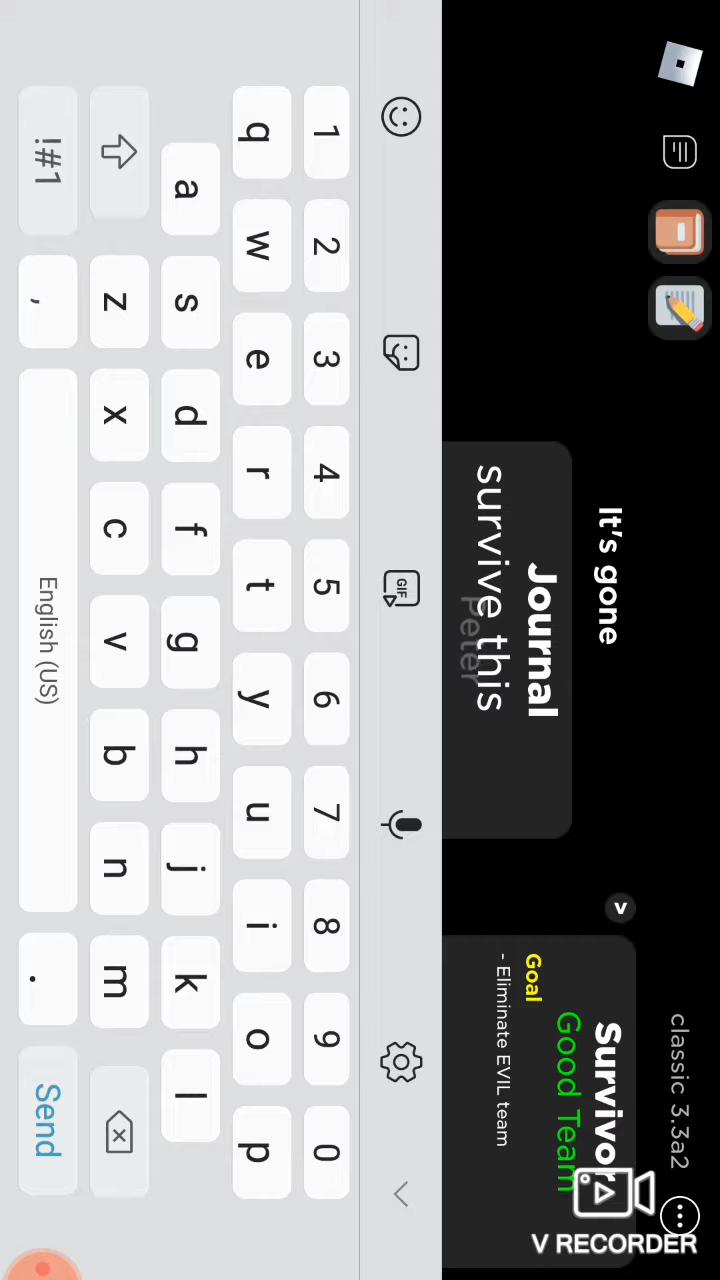 classic 3.3a2
It's gone
v
Survivor
Good Team
Goal
- Eliminate EVIL team
Journal
survive this
Peter
GIF
1 2 3 4 5 6 7 8 9 0
q w e r t y u i o p
a s d f g h j k l
z x c v b n m
!#1 , English (US) . Send
V RECORDER